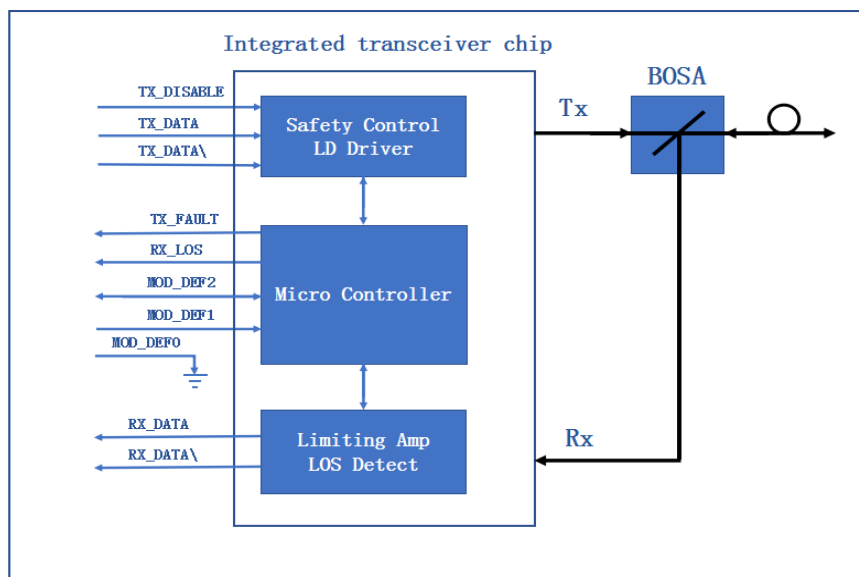 Integrated transceiver chip
BOSA
TX_DISABLE
TX_DATA
TX_DATA\
Safety Control
LD Driver
Tx
TX_FAULT
RX_LOS
MOD_DEF2
MOD_DEF1
MOD_DEF0
Micro Controller
RX_DATA
RX_DATA\
Limiting Amp
LOS Detect
Rx